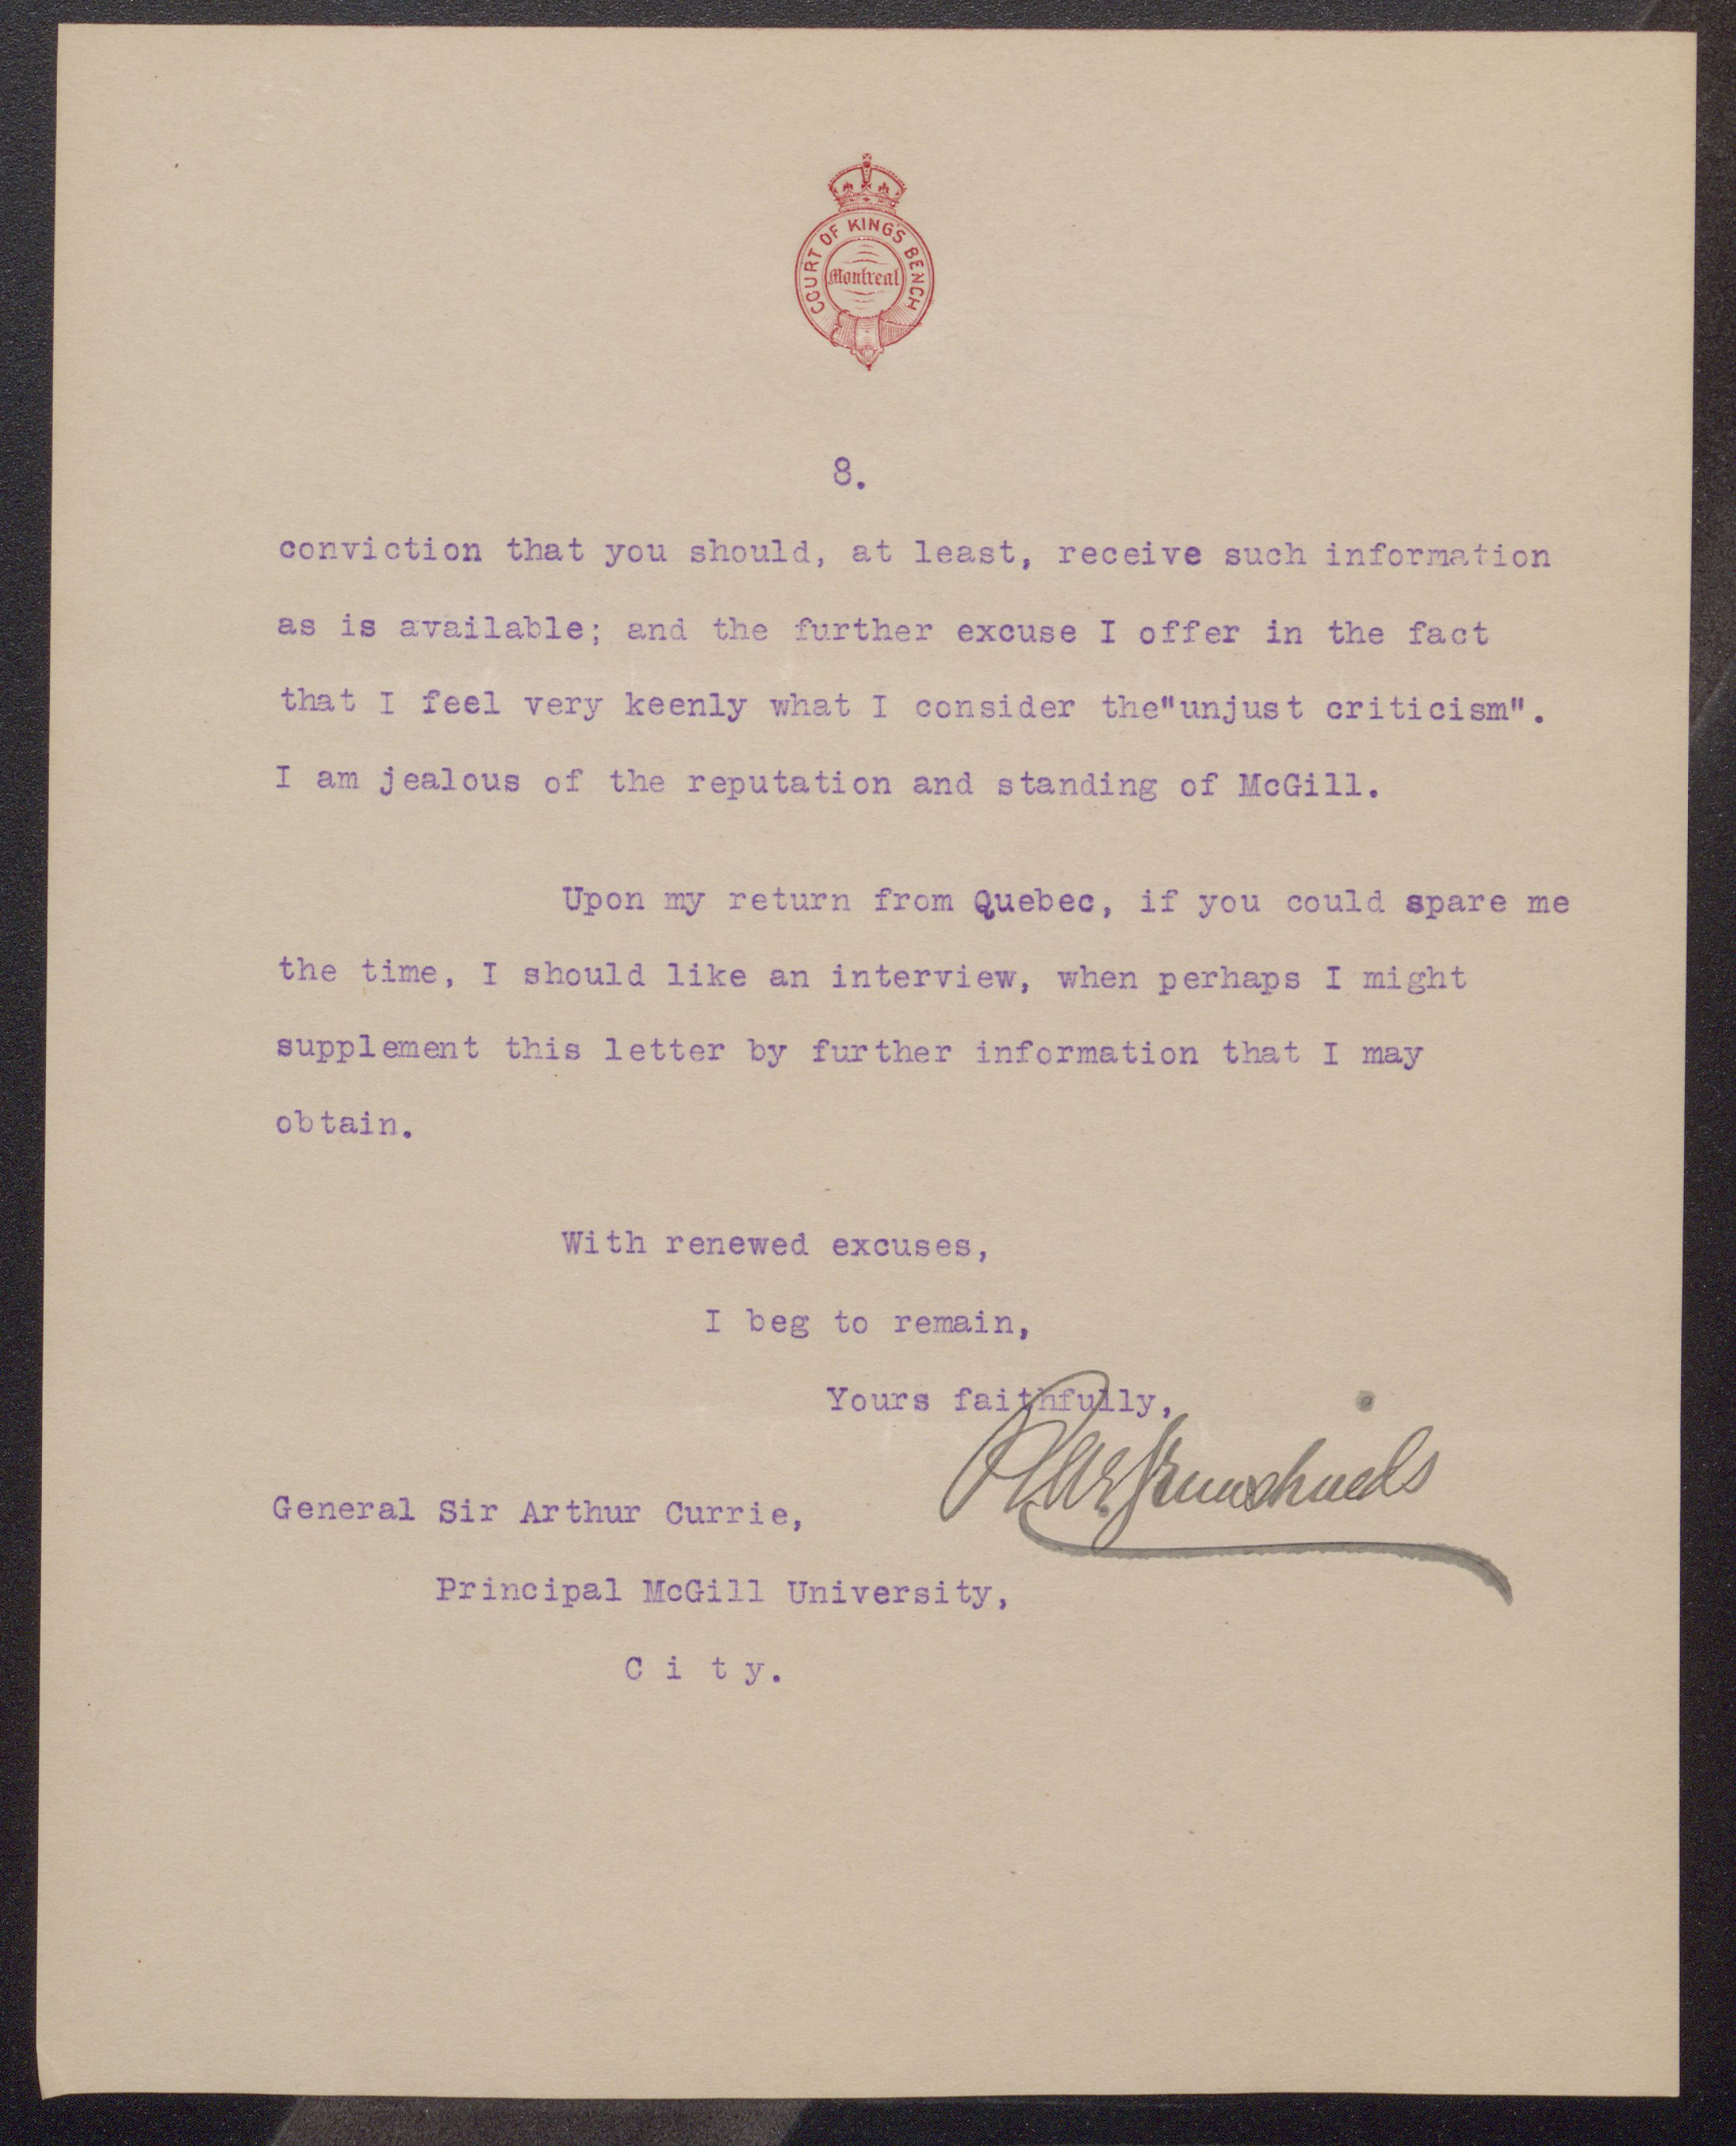 COURT OF KING'S BENCH
Montreal
8.
conviction that you should, at least, receive such information
as is available; and the further excuse I offer in the fact
that I feel very keenly what I consider the"unjust criticism".
I am jealous of the reputation and standing of McGill.
Upon my return from Quebec, if you could spare me
the time, I should like an interview, when perhaps I might
supplement this letter by further information that I may
obtain.
With renewed excuses,
I beg to remain,
Yours faithfully,
General Sir Arthur Currie,
Principal McGill University,
C i t y.